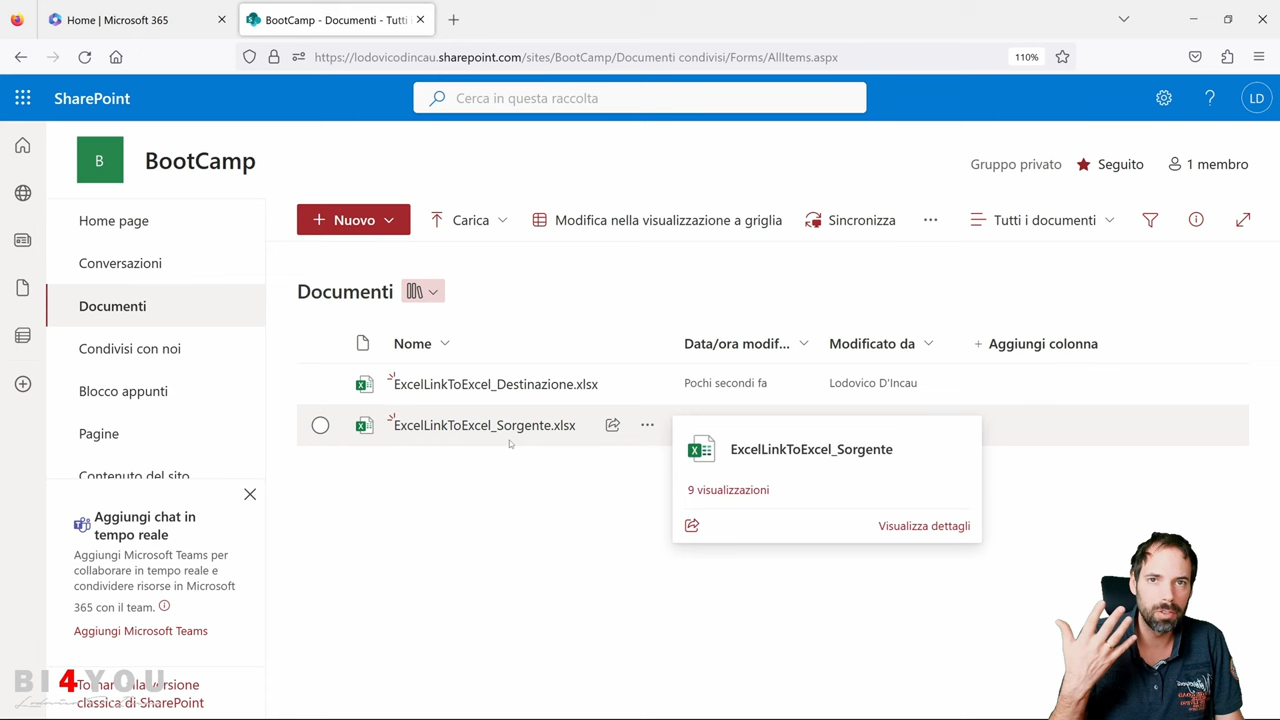 Home | Microsoft 365
BootCamp - Documenti - Tutti i
https://lodovicodincau.sharepoint.com/sites/BootCamp/Documenti condivisi/Forms/AllItems.aspx
110%
SharePoint
Cerca in questa raccolta
LD
B
BootCamp
Gruppo privato
Seguito
1 membro
Home page
Conversazioni
Documenti
Condivisi con noi
Blocco appunti
Pagine
Contenuto del sito
Nuovo
Carica
Modifica nella visualizzazione a griglia
Sincronizza
Tutti i documenti
Documenti
Nome
Data/ora modif...
Modificato da
Aggiungi colonna
ExcelLinkToExcel_Destinazione.xlsx
Pochi secondi fa
Lodovico D'Incau
ExcelLinkToExcel_Sorgente.xlsx
ExcelLinkToExcel_Sorgente
9 visualizzazioni
Visualizza dettagli
Aggiungi chat in
tempo reale
Aggiungi Microsoft Teams per
collaborare in tempo reale e
condividere risorse in Microsoft
365 con il team.
Aggiungi Microsoft Teams
BI4YOU
classica di SharePoint